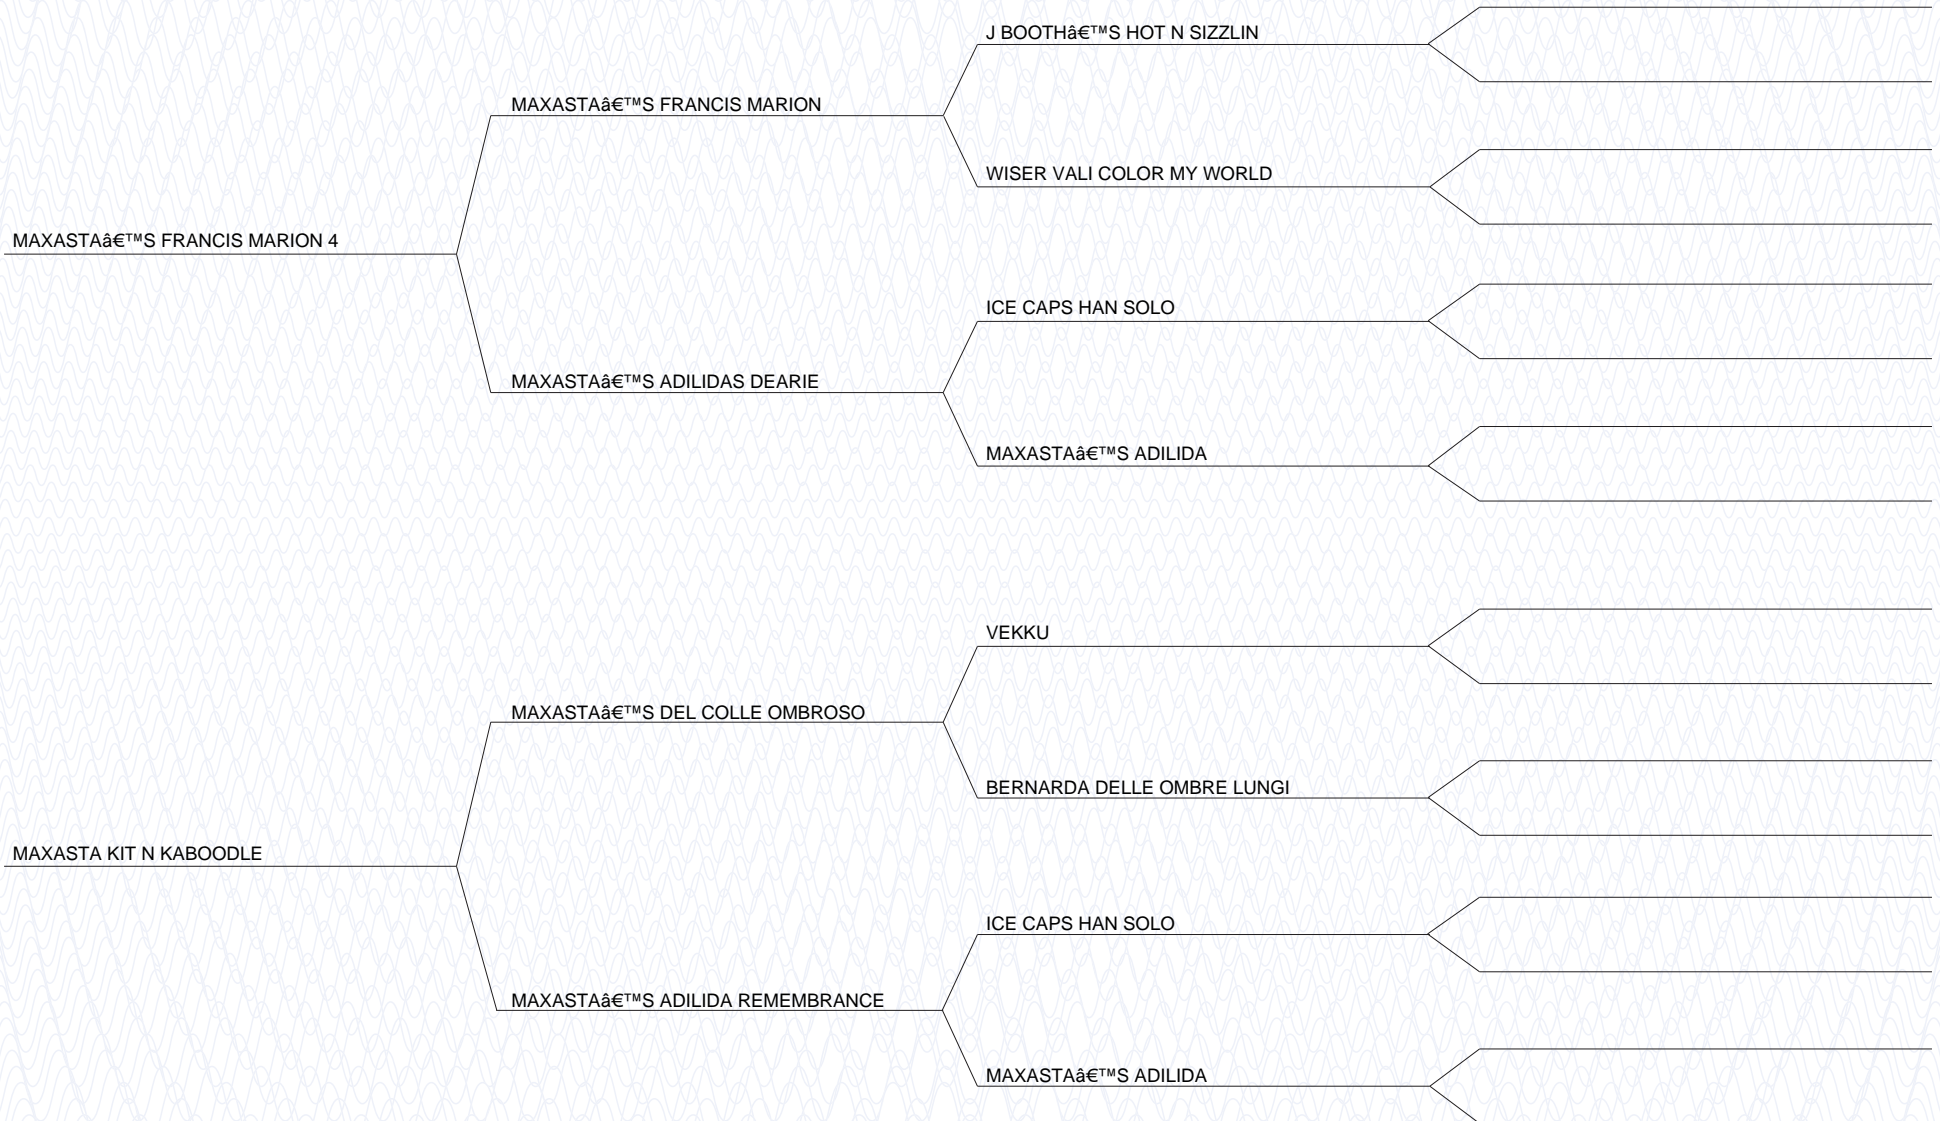 J BOOTHâ€™S HOT N SIZZLIN
MAXASTAâ€™S FRANCIS MARION
WISER VALI COLOR MY WORLD
MAXASTAâ€™S FRANCIS MARION 4
ICE CAPS HAN SOLO
MAXASTAâ€™S ADILIDAS DEARIE
MAXASTAâ€™S ADILIDA
VEKKU
MAXASTAâ€™S DEL COLLE OMBROSO
BERNARDA DELLE OMBRE LUNGI
MAXASTA KIT N KABOODLE
ICE CAPS HAN SOLO
MAXASTAâ€™S ADILIDA REMEMBRANCE
MAXASTAâ€™S ADILIDA